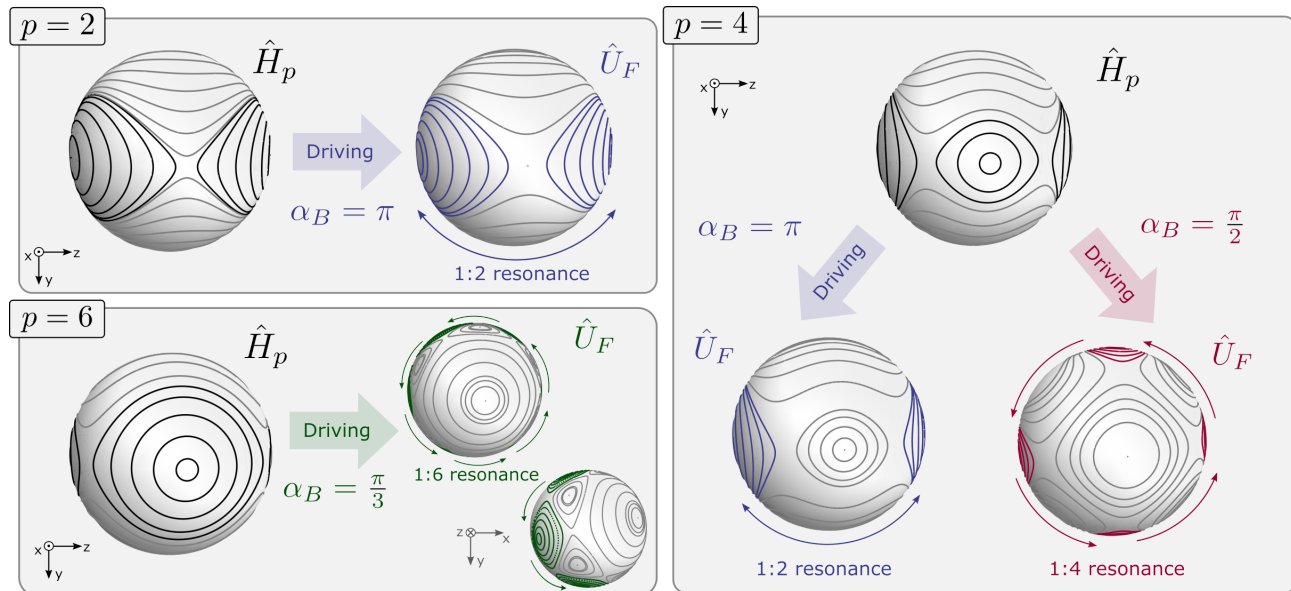 p = 2
Ĥ_p
Û_F
Driving
α_B = π
x z
y
1:2 resonance
p = 6
Ĥ_p
Û_F
Driving
α_B = π/3
1:6 resonance
x z
y
z x
y
p = 4
Ĥ_p
x z
y
α_B = π
α_B = π/2
Driving
Driving
Û_F
Û_F
1:2 resonance
1:4 resonance